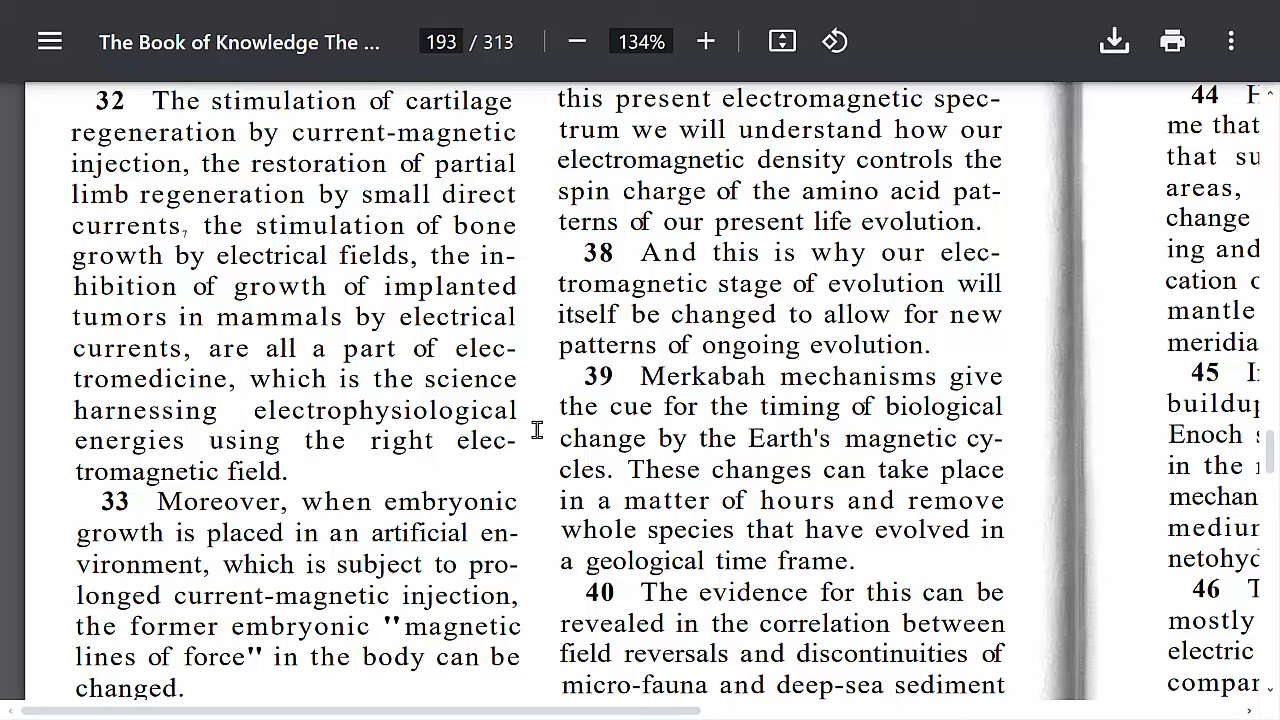 The Book of Knowledge The ...
193 / 313
134%
32 The stimulation of cartilage
regeneration by current-magnetic
injection, the restoration of partial
limb regeneration by small direct
currents, the stimulation of bone
growth by electrical fields, the in-
hibition of growth of implanted
tumors in mammals by electrical
currents, are all a part of elec-
tromedicine, which is the science
harnessing electrophysiological
energies using the right elec-
tromagnetic field.
33 Moreover, when embryonic
growth is placed in an artificial en-
vironment, which is subject to pro-
longed current-magnetic injection,
the former embryonic "magnetic
lines of force" in the body can be
changed.
this present electromagnetic spec-
trum we will understand how our
electromagnetic density controls the
spin charge of the amino acid pat-
terns of our present life evolution.
38 And this is why our elec-
tromagnetic stage of evolution will
itself be changed to allow for new
patterns of ongoing evolution.
39 Merkabah mechanisms give
the cue for the timing of biological
change by the Earth's magnetic cy-
cles. These changes can take place
in a matter of hours and remove
whole species that have evolved in
a geological time frame.
40 The evidence for this can be
revealed in the correlation between
field reversals and discontinuities of
micro-fauna and deep-sea sediment
44
me that
that su
areas,
change
ing and
cation
mantle
meridia
45
buildup
Enoch
in the
mechan
medium
netohyd
46
mostly
electric
compar